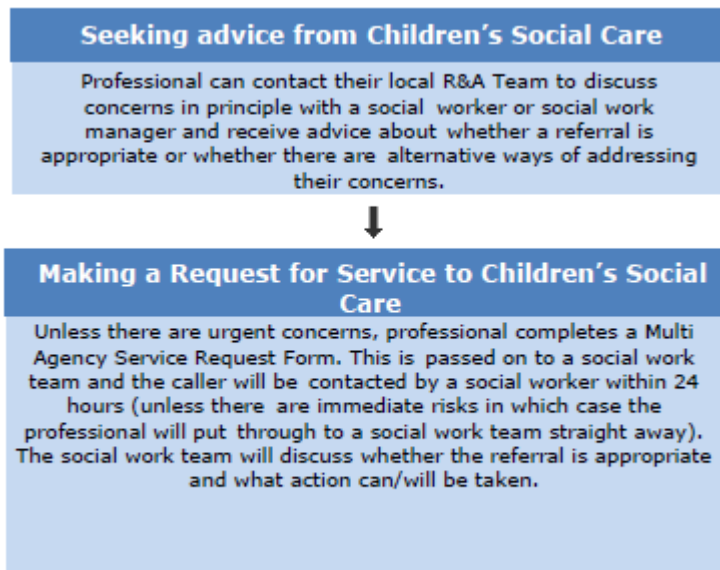 Seeking advice from Children's Social Care
Professional can contact their local R&A Team to discuss
concerns in principle with a social worker or social work
manager and receive advice about whether a referral is
appropriate or whether there are alternative ways of addressing
their concerns.
Making a Request for Service to Children's Social
Care
Unless there are urgent concerns, professional completes a Multi
Agency Service Request Form. This is passed on to a social work
team and the caller will be contacted by a social worker within 24
hours (unless there are immediate risks in which case the
professional will put through to a social work team straight away).
The social work team will discuss whether the referral is appropriate
and what action can/will be taken.